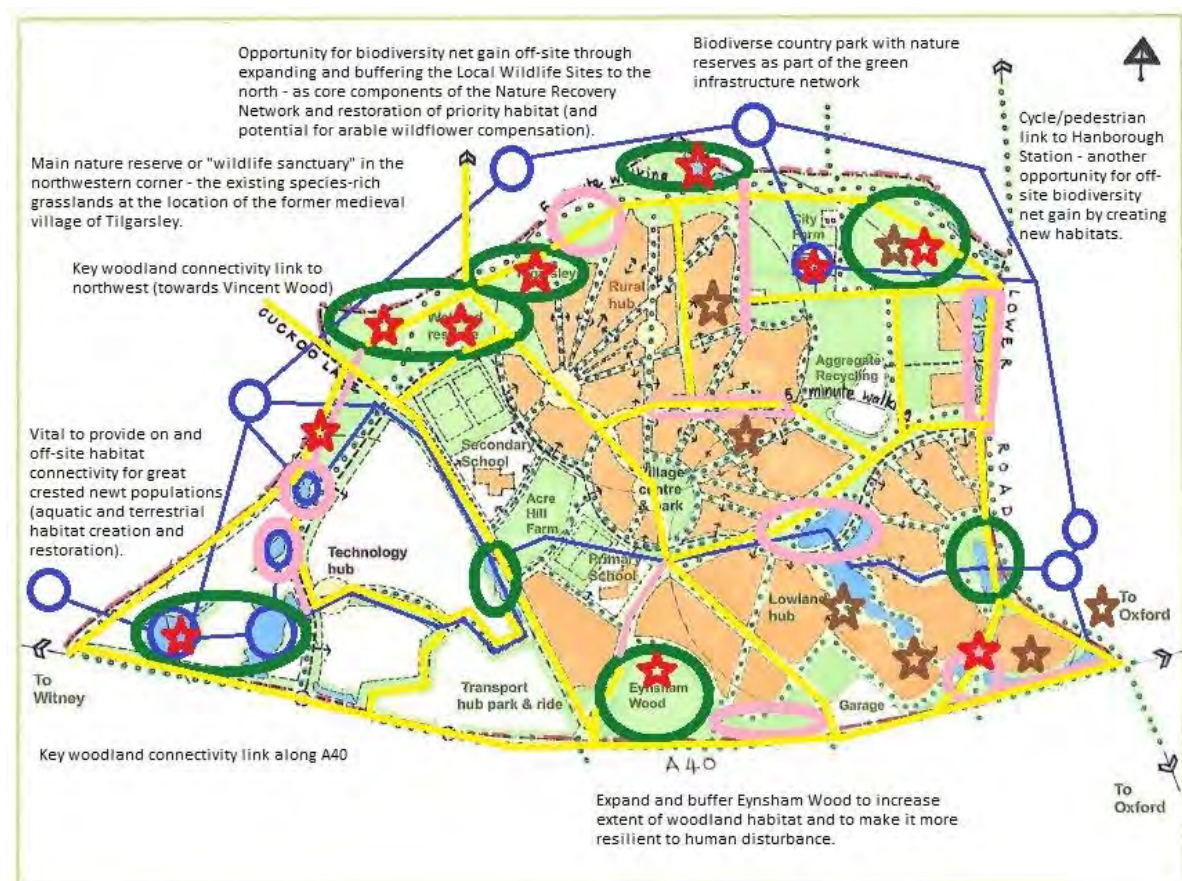 Opportunity for biodiversity net gain off-site through
expanding and buffering the Local Wildlife Sites to the
north - as core components of the Nature Recovery
Network and restoration of priority habitat (and
potential for arable wildflower compensation).
Biodiverse country park with nature
reserves as part of the green
infrastructure network
Cycle/pedestrian
link to Hanborough
Station - another
opportunity for off-
site biodiversity
net gain by creating
new habitats.
Main nature reserve or "wildlife sanctuary" in the
northwestern corner - the existing species-rich
grasslands at the location of the former medieval
village of Tilgarsley.
Key woodland connectivity link to
northwest (towards Vincent Wood)
walking
City
Farm
Rural
hub
CUCKOO LANE
LOWER
ROAD
Aggregate
Recycling
5 minute walking
Vital to provide on and
off-site habitat
connectivity for great
crested newt populations
(aquatic and terrestrial
habitat creation and
restoration).
Secondary
School
Village
centre
& park
Acre
Hill
Farm
Technology
hub
Primary
School
Lowland
hub
To
Oxford
To
Witney
Transport
hub park & ride
Eynsham
Wood
Garage
Key woodland connectivity link along A40
A40
To
Oxford
Expand and buffer Eynsham Wood to increase
extent of woodland habitat and to make it more
resilient to human disturbance.